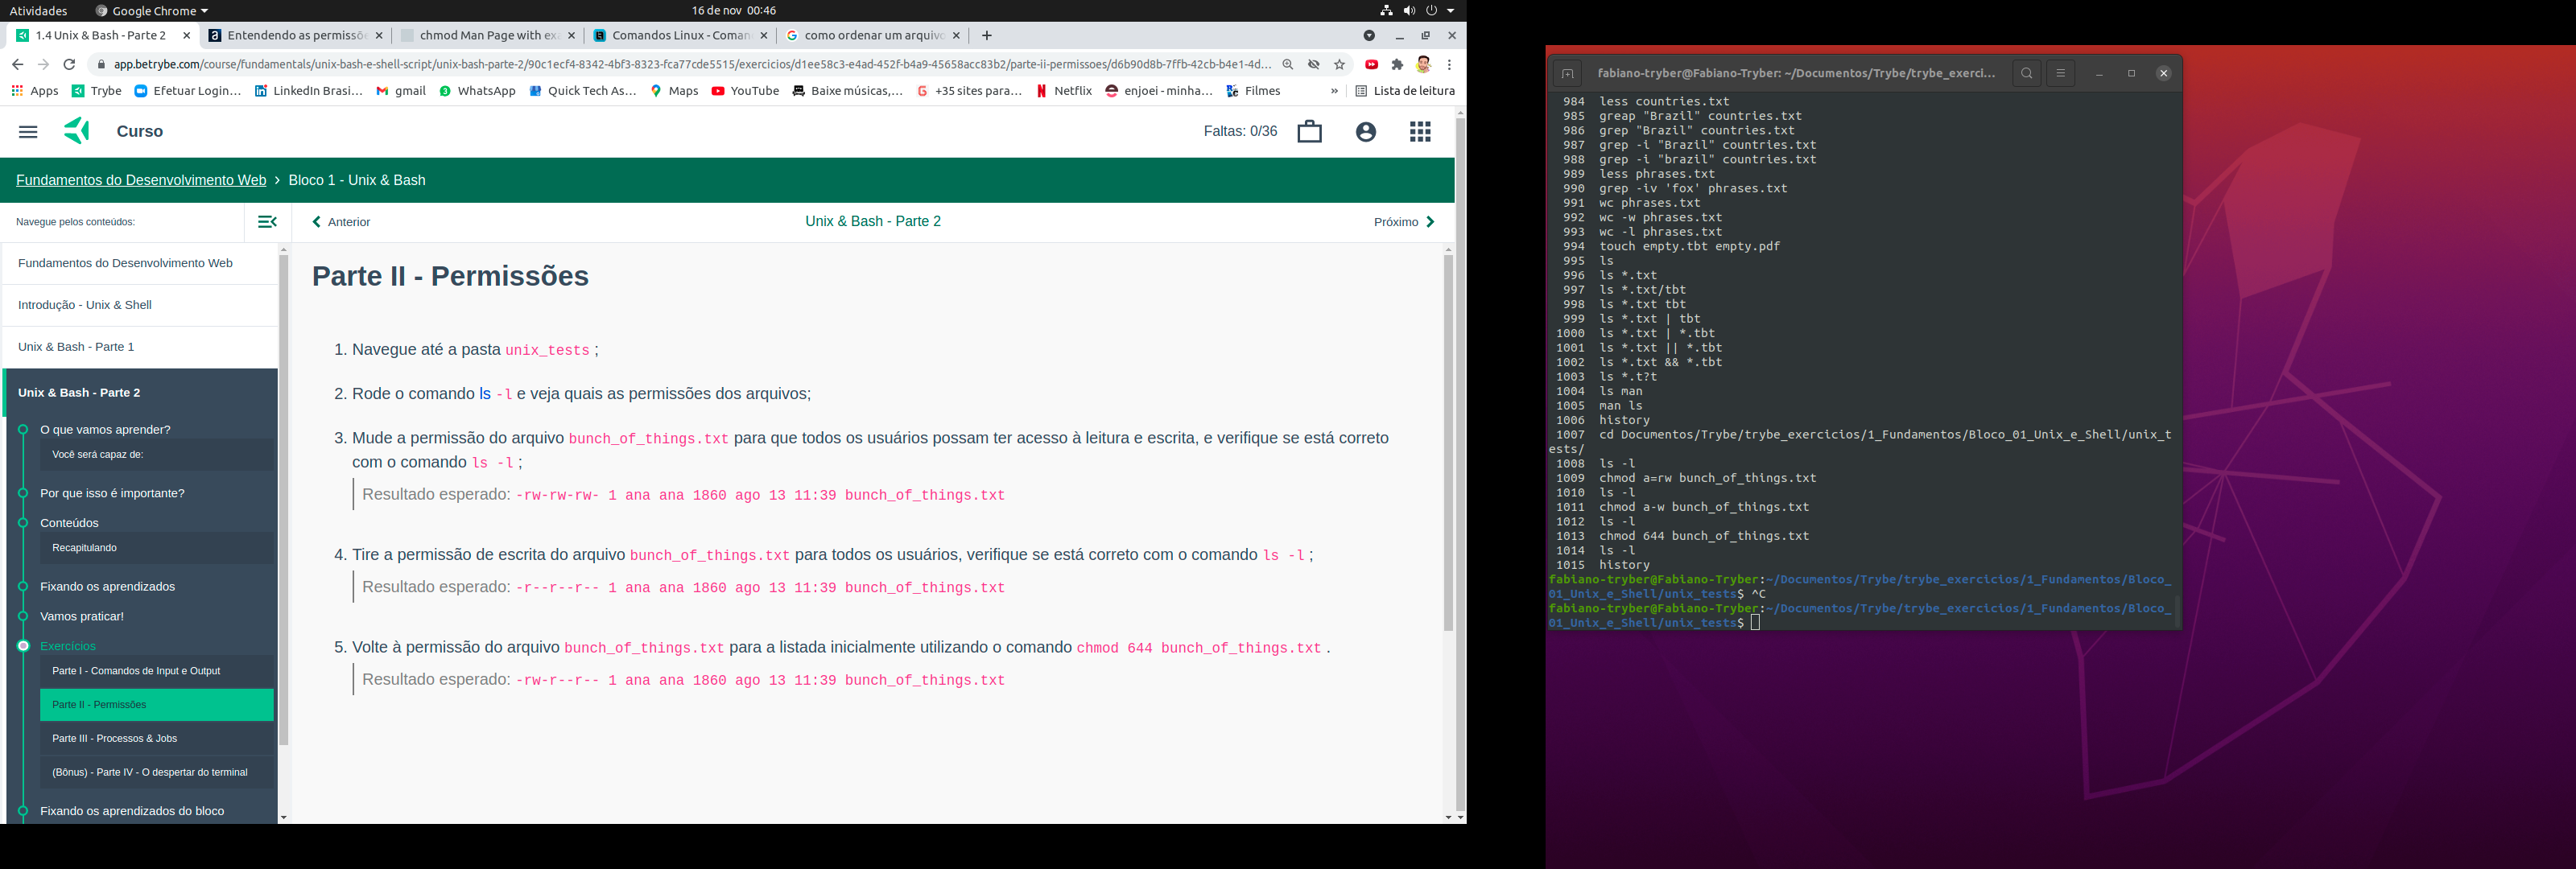 Atividades
Google Chrome
16 de nov 00:46
1.4 Unix & Bash - Parte 2
Entendendo as permissõe
chmod Man Page with exa
Comandos Linux - Coman
como ordenar um arquivo
app.betrybe.com/course/fundamentals/unix-bash-e-shell-script/unix-bash-parte-2/90c1ecf4-8342-4bf3-8323-fca77cde5515/exercicios/d1ee58c3-e4ad-452f-b4a9-45658acc83b2/parte-ii-permissoes/d6b90d8b-7ffb-42cb-b4e1-4d...
Apps
Trybe
Efetuar Login...
LinkedIn Brasi...
gmail
WhatsApp
Quick Tech As...
Maps
YouTube
Baixe músicas,...
+35 sites para...
Netflix
enjoei - minha...
Filmes
»
Lista de leitura
Curso
Faltas: 0/36
Fundamentos do Desenvolvimento Web > Bloco 1 - Unix & Bash
Navegue pelos conteúdos:
Anterior
Unix & Bash - Parte 2
Próximo
Fundamentos do Desenvolvimento Web
Introdução - Unix & Shell
Unix & Bash - Parte 1
Unix & Bash - Parte 2
O que vamos aprender?
Você será capaz de:
Por que isso é importante?
Conteúdos
Recapitulando
Fixando os aprendizados
Vamos praticar!
Exercícios
Parte I - Comandos de Input e Output
Parte II - Permissões
Parte III - Processos & Jobs
(Bônus) - Parte IV - O despertar do terminal
Fixando os aprendizados do bloco
Parte II - Permissões
1. Navegue até a pasta unix_tests ;
2. Rode o comando ls -l e veja quais as permissões dos arquivos;
3. Mude a permissão do arquivo bunch_of_things.txt para que todos os usuários possam ter acesso à leitura e escrita, e verifique se está correto
com o comando ls -l ;
Resultado esperado: -rw-rw-rw- 1 ana ana 1860 ago 13 11:39 bunch_of_things.txt
4. Tire a permissão de escrita do arquivo bunch_of_things.txt para todos os usuários, verifique se está correto com o comando ls -l ;
Resultado esperado: -r--r--r-- 1 ana ana 1860 ago 13 11:39 bunch_of_things.txt
5. Volte à permissão do arquivo bunch_of_things.txt para a listada inicialmente utilizando o comando chmod 644 bunch_of_things.txt .
Resultado esperado: -rw-r--r-- 1 ana ana 1860 ago 13 11:39 bunch_of_things.txt
fabiano-tryber@Fabiano-Tryber: ~/Documentos/Trybe/trybe_exerci...
984 less countries.txt
985 greap "Brazil" countries.txt
986 grep "Brazil" countries.txt
987 grep -i "Brazil" countries.txt
988 grep -i "brazil" countries.txt
989 less phrases.txt
990 grep -iv 'fox' phrases.txt
991 wc phrases.txt
992 wc -w phrases.txt
993 wc -l phrases.txt
994 touch empty.tbt empty.pdf
995 ls
996 ls *.txt
997 ls *.txt/tbt
998 ls *.txt tbt
999 ls *.txt | tbt
1000 ls *.txt | *.tbt
1001 ls *.txt || *.tbt
1002 ls *.txt && *.tbt
1003 ls *.t?t
1004 ls man
1005 man ls
1006 history
1007 cd Documentos/Trybe/trybe_exercicios/1_Fundamentos/Bloco_01_Unix_e_Shell/unix_t
ests/
1008 ls -l
1009 chmod a=rw bunch_of_things.txt
1010 ls -l
1011 chmod a-w bunch_of_things.txt
1012 ls -l
1013 chmod 644 bunch_of_things.txt
1014 ls -l
1015 history
fabiano-tryber@Fabiano-Tryber:~/Documentos/Trybe/trybe_exercicios/1_Fundamentos/Bloco_
01_Unix_e_Shell/unix_tests$ ^C
fabiano-tryber@Fabiano-Tryber:~/Documentos/Trybe/trybe_exercicios/1_Fundamentos/Bloco_
01_Unix_e_Shell/unix_tests$